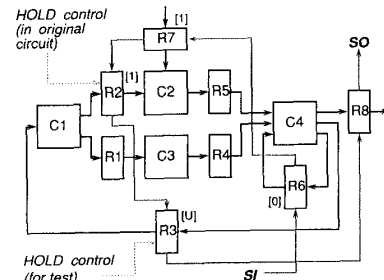 HOLD control
(in original
circuit)
[1]
R7
SO
R2
[1]
C2
R5
C1
C4
R8
R1
C3
R4
R6
[0]
[U]
R3
HOLD control
(for test)
SI